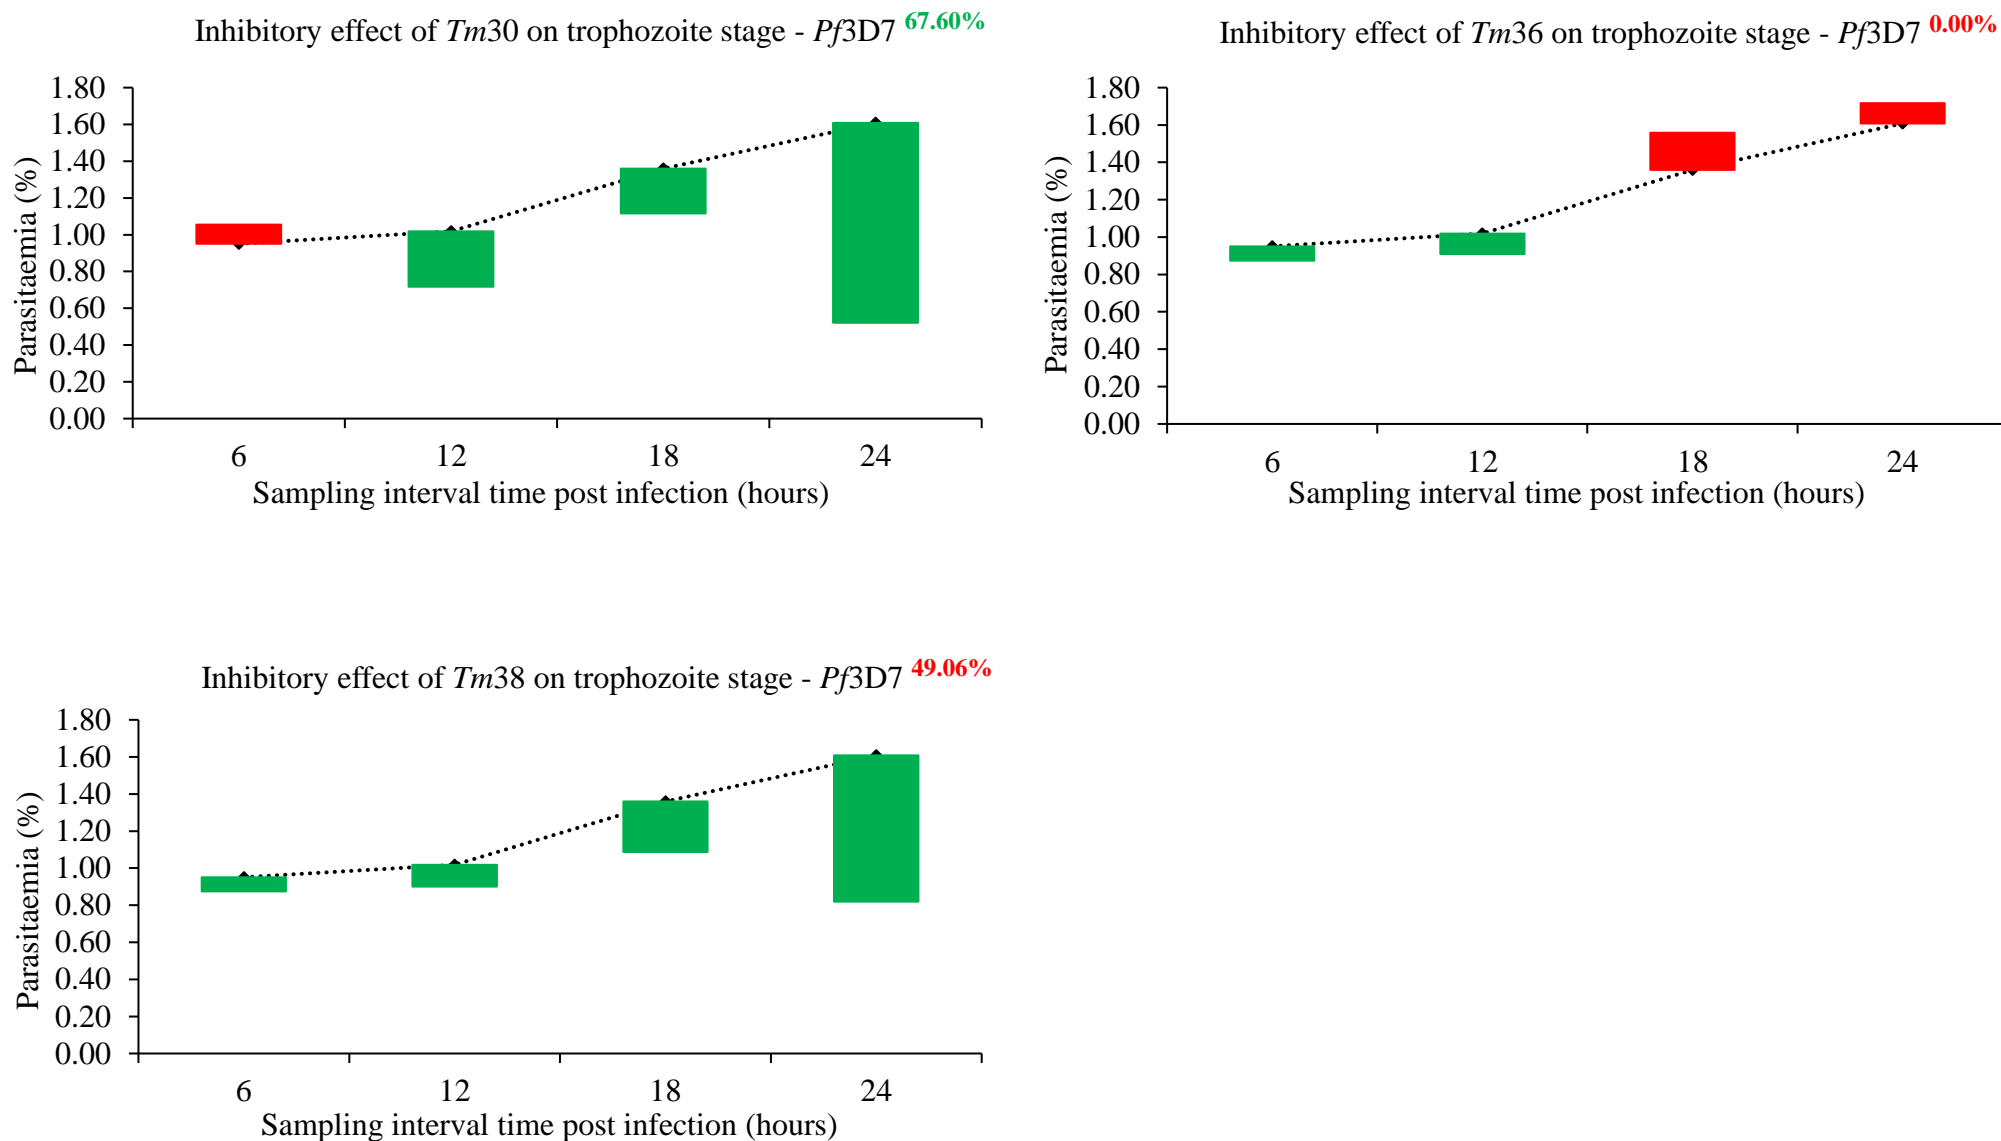 Inhibitory effect of Tm30 on trophozoite stage - Pf3D7 67.60%
Parasitaemia (%)
1.80
1.60
1.40
1.20
1.00
0.80
0.60
0.40
0.20
0.00
6 12 18 24
Sampling interval time post infection (hours)
Inhibitory effect of Tm36 on trophozoite stage - Pf3D7 0.00%
Parasitaemia (%)
1.80
1.60
1.40
1.20
1.00
0.80
0.60
0.40
0.20
0.00
6 12 18 24
Sampling interval time post infection (hours)
Inhibitory effect of Tm38 on trophozoite stage - Pf3D7 49.06%
Parasitaemia (%)
1.80
1.60
1.40
1.20
1.00
0.80
0.60
0.40
0.20
0.00
6 12 18 24
Sampling interval time post infection (hours)